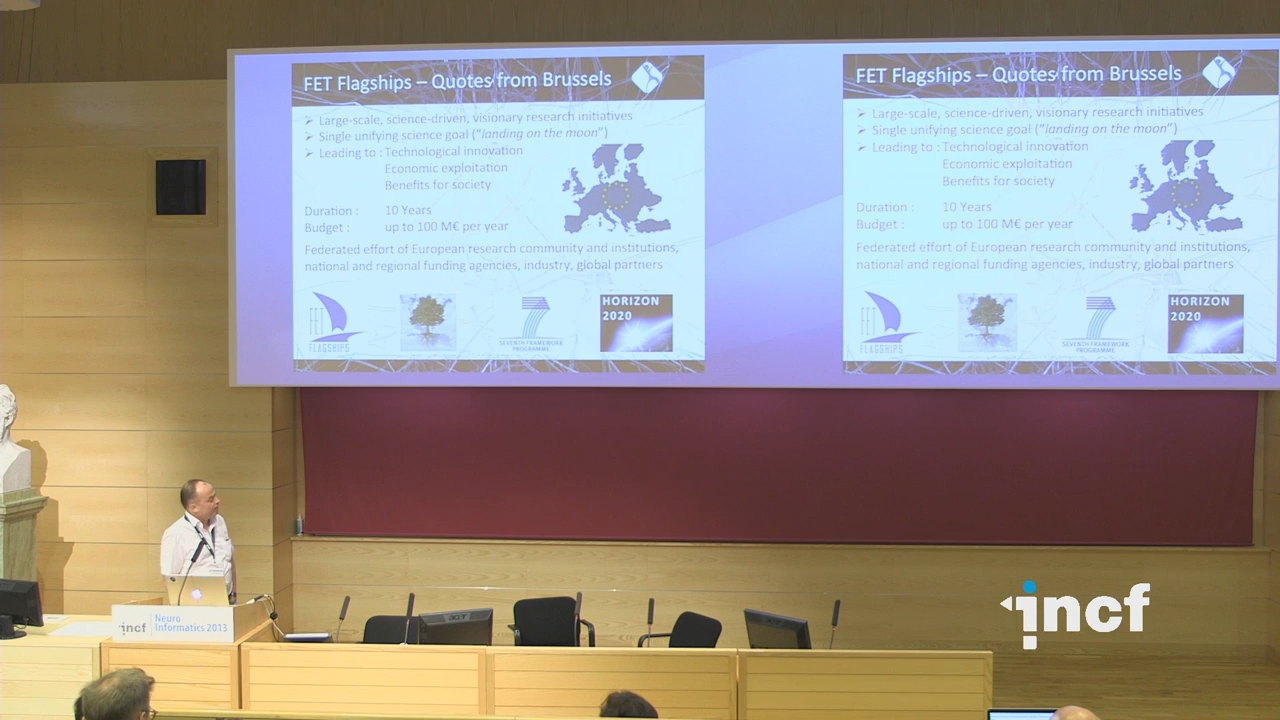 FET Flagships – Quotes from Brussels
➢ Large-scale, science-driven, visionary research initiatives
➢ Single unifying science goal ("landing on the moon")
➢ Leading to : Technological innovation
Economic exploitation
Benefits for society
Duration : 10 Years
Budget : up to 100 M€ per year
Federated effort of European research community and institutions,
national and regional funding agencies, industry, global partners
FET
FLAGSHIPS
SEVENTH FRAMEWORK
PROGRAMME
HORIZON
2020
FET Flagships – Quotes from Brussels
➢ Large-scale, science-driven, visionary research initiatives
➢ Single unifying science goal ("landing on the moon")
➢ Leading to : Technological innovation
Economic exploitation
Benefits for society
Duration : 10 Years
Budget : up to 100 M€ per year
Federated effort of European research community and institutions,
national and regional funding agencies, industry, global partners
FET
FLAGSHIPS
SEVENTH FRAMEWORK
PROGRAMME
HORIZON
2020
incf
Neuro
Informatics 2013
acer
incf